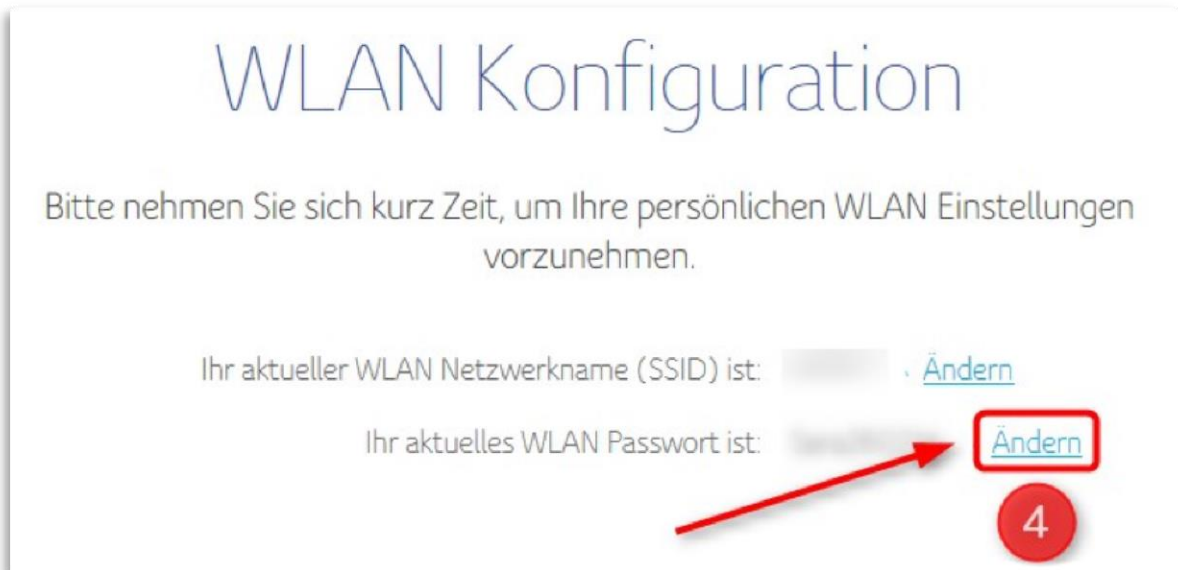 WLAN Konfiguration
Bitte nehmen Sie sich kurz Zeit, um Ihre persönlichen WLAN Einstellungen
vorzunehmen.
Ihr aktueller WLAN Netzwerkname (SSID) ist: Ändern
Ihr aktuelles WLAN Passwort ist: Ändern
4